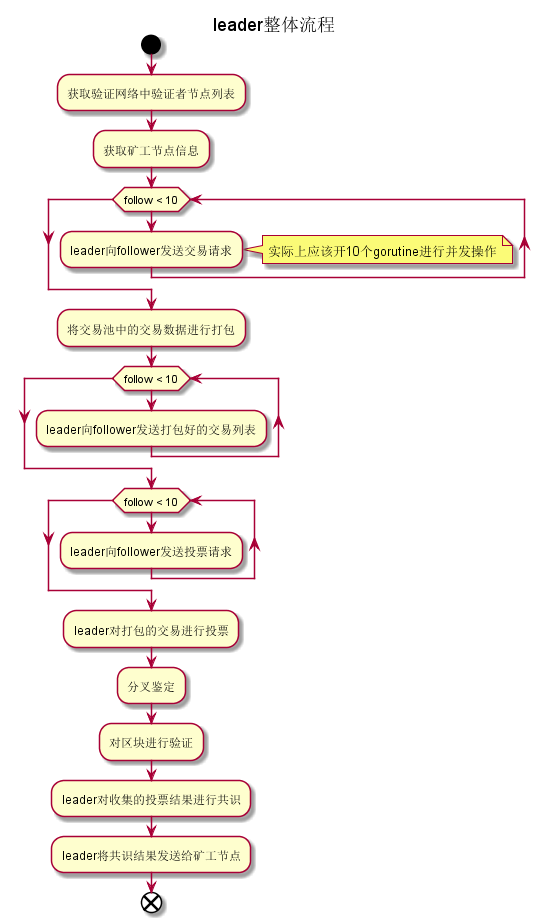 leader整体流程
获取验证网络中验证者节点列表
获取矿工节点信息
follow < 10
leader向follower发送交易请求
实际上应该开10个gorutine进行并发操作
将交易池中的交易数据进行打包
follow < 10
leader向follower发送打包好的交易列表
follow < 10
leader向follower发送投票请求
leader对打包的交易进行投票
分叉鉴定
对区块进行验证
leader对收集的投票结果进行共识
leader将共识结果发送给矿工节点